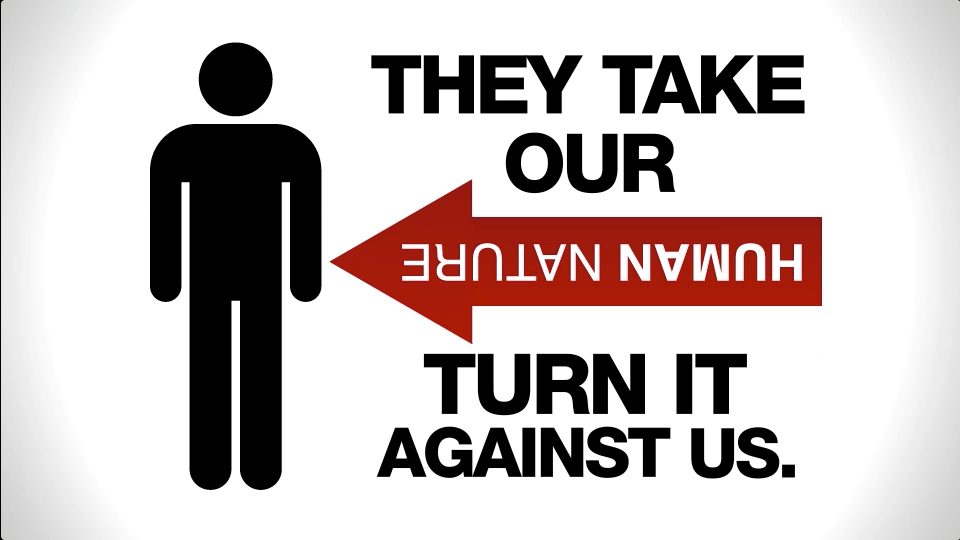 THEY TAKE
OUR
HUMAN NATURE
TURN IT
AGAINST US.